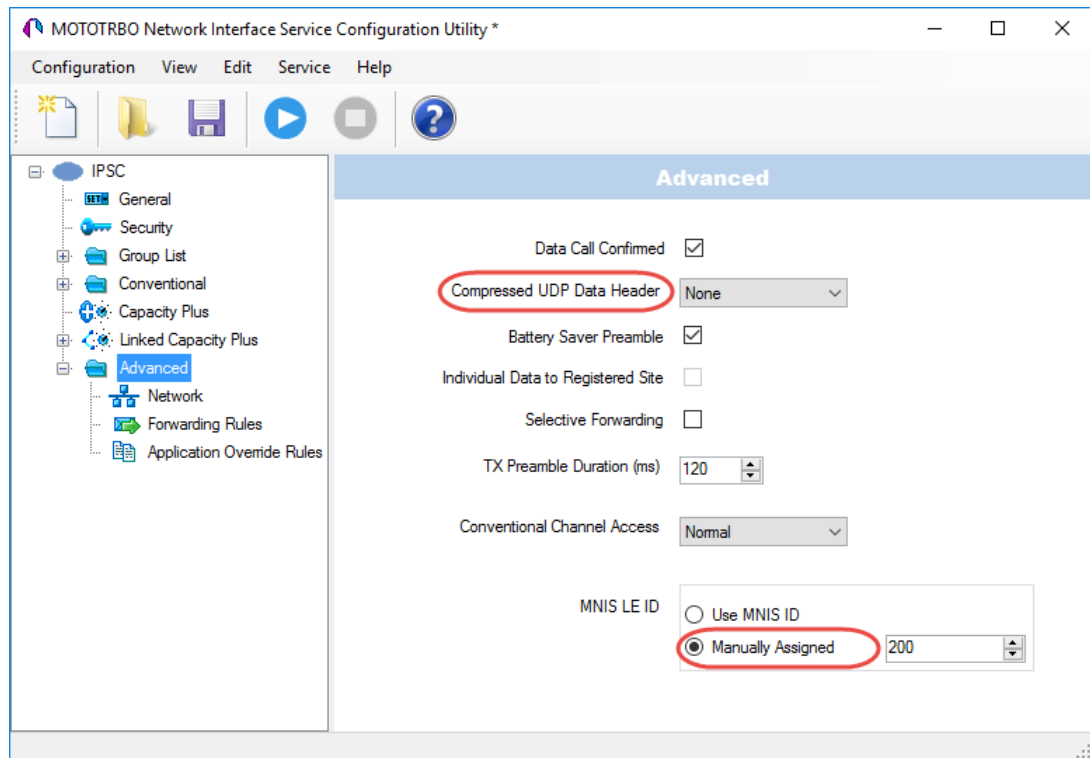 MOTOTRBO Network Interface Service Configuration Utility *
Configuration View Edit Service Help
IPSC
SET
General
Security
Group List
Conventional
Capacity Plus
Linked Capacity Plus
Advanced
Network
Forwarding Rules
Application Override Rules
Advanced
Data Call Confirmed
Compressed UDP Data Header None
Battery Saver Preamble
Individual Data to Registered Site
Selective Forwarding
TX Preamble Duration (ms) 120
Conventional Channel Access Normal
MNIS LE ID
Use MNIS ID
Manually Assigned 200